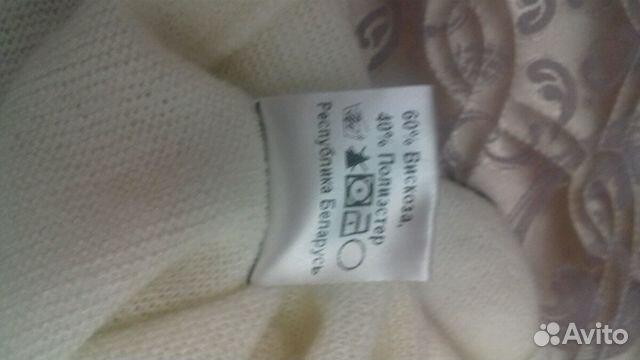 60% Вискоза,
40% Полиэстер
Республика Беларусь
Avito